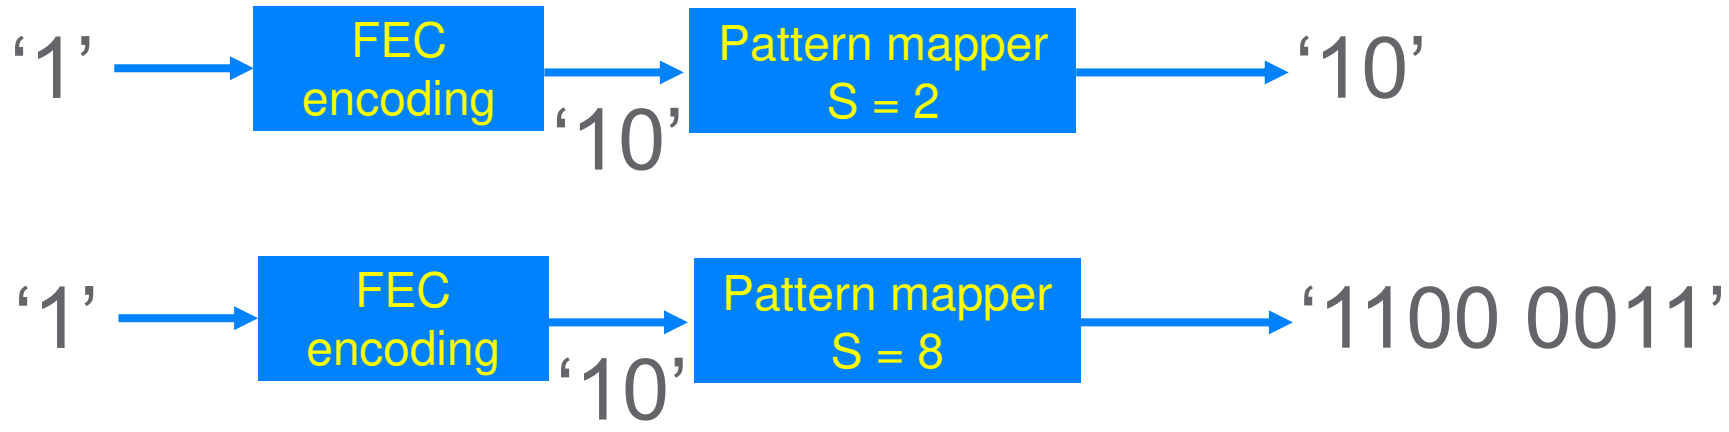 ‘1’
FEC
encoding
‘10’
Pattern mapper
S = 2
‘10’
‘1’
FEC
encoding
‘10’
Pattern mapper
S = 8
‘1100 0011’